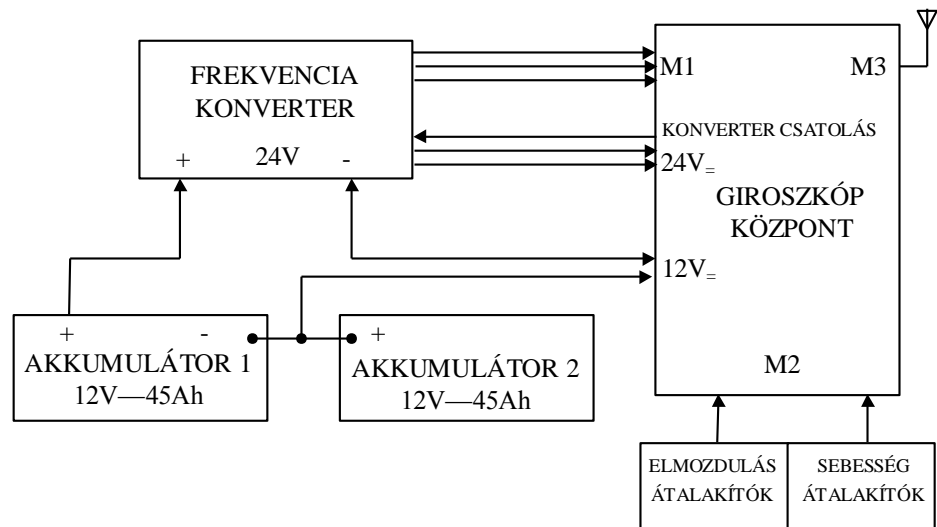 FREKVENCIA
KONVERTER
+ 24V -
M1 M3
KONVERTER CSATOLÁS
24V=
GIROSZKÓP
KÖZPONT
12V=
M2
+ -
AKKUMULÁTOR 1
12V—45Ah
+
AKKUMULÁTOR 2
12V—45Ah
ELMOZDULÁS
ÁTALAKÍTÓK
SEBESSÉG
ÁTALAKÍTÓK